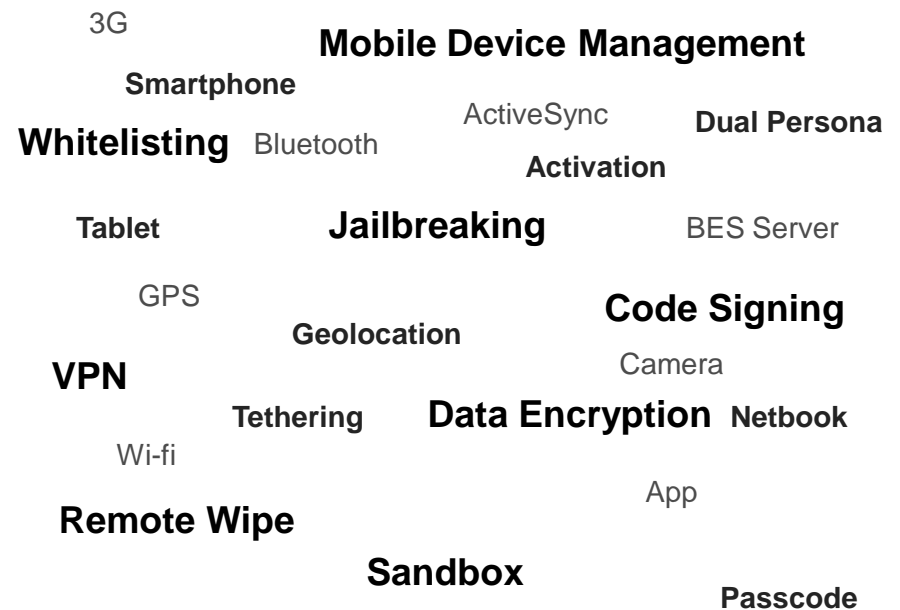 3G
Mobile Device Management
Smartphone
ActiveSync
Dual Persona
Whitelisting
Bluetooth
Activation
Tablet
Jailbreaking
BES Server
GPS
Code Signing
Geolocation
Camera
VPN
Tethering
Data Encryption
Netbook
Wi-fi
App
Remote Wipe
Sandbox
Passcode